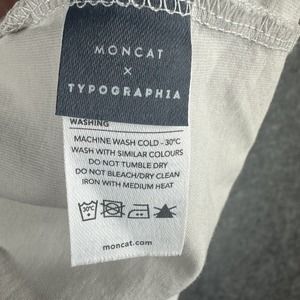 MONCAT
×
TYPOGRAPHIA
WASHING
MACHINE WASH COLD - 30°C
WASH WITH SIMILAR COLOURS
DO NOT TUMBLE DRY
DO NOT BLEACH/DRY CLEAN
IRON WITH MEDIUM HEAT
30°C
moncat.com